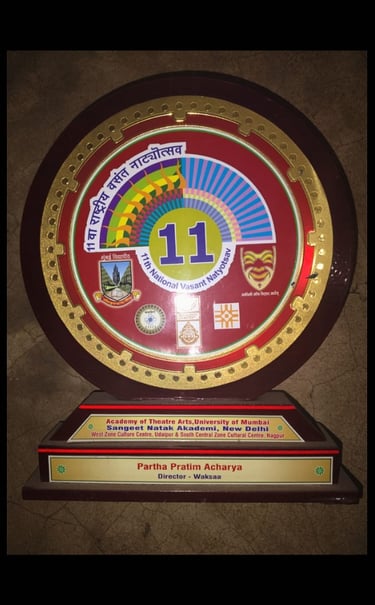 11 वा राष्ट्रीय वसंत नाट्योत्सव
11
11th National Vasant Natyotsav
मुंबई विद्यापीठ
Academy of Theatre Arts,University of Mumbai
Sangeet Natak Akademi, New Delhi
West Zone Culture Centre, Udaipur & South Central Zone Cultural Centre, Nagpur
Partha Pratim Acharya
Director - Waksaa